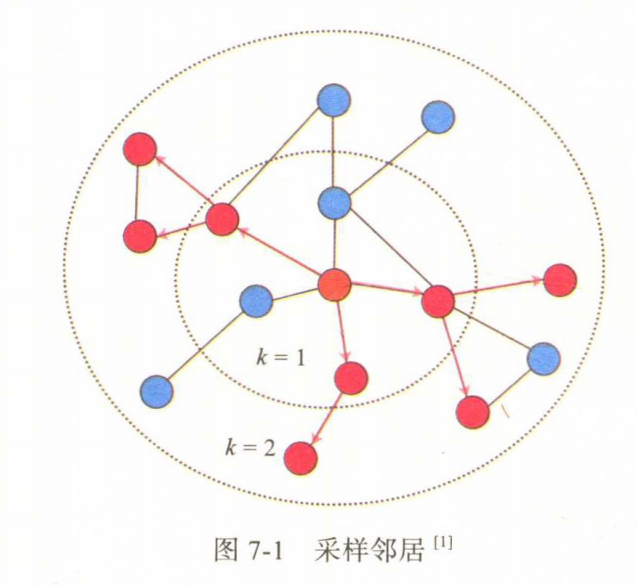 k = 1
k = 2
图 7-1 采样邻居 [1]